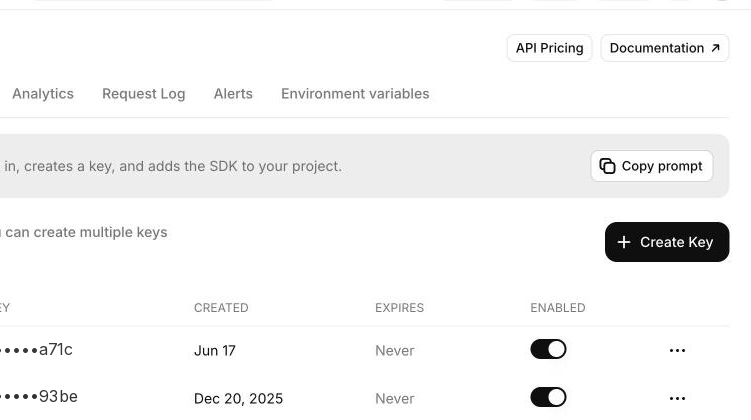 API Pricing Documentation ↗
Analytics Request Log Alerts Environment variables
in, creates a key, and adds the SDK to your project. Copy prompt
can create multiple keys
+ Create Key
CREATED EXPIRES ENABLED
•••••a71c Jun 17 Never
•••••93be Dec 20, 2025 Never